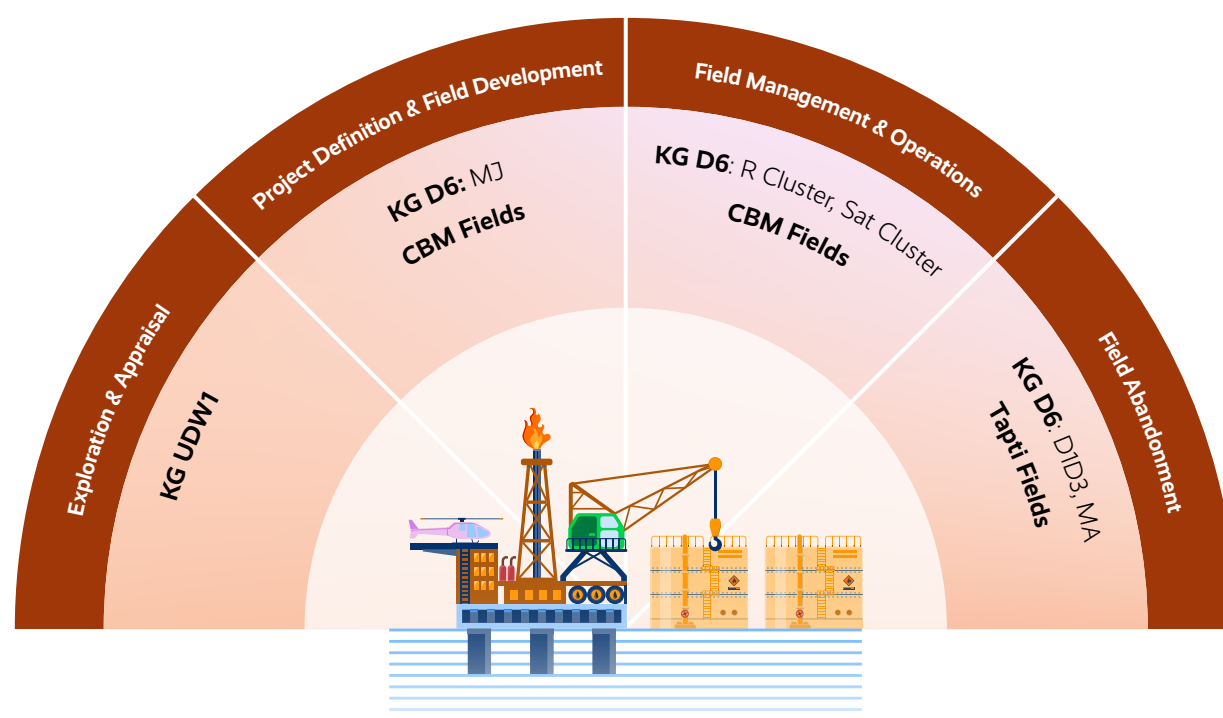 Exploration & Appraisal
KG UDW1
Project Definition & Field Development
KG D6: MJ
CBM Fields
Field Management & Operations
KG D6: R Cluster, Sat Cluster
CBM Fields
Field Abandonment
KG D6: D1D3, MA
Tapti Fields